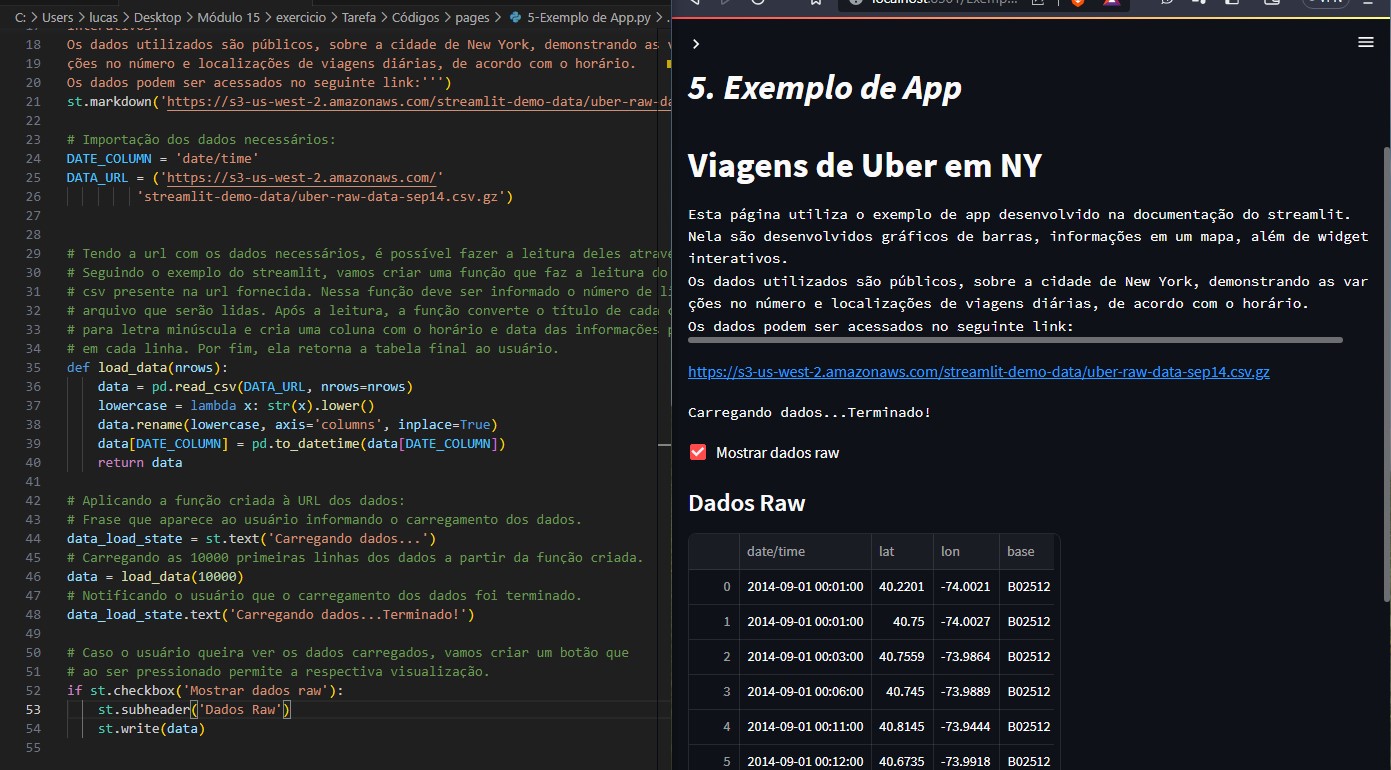 C: > Users > lucas > Desktop > Módulo 15 > exercicio > Tarefa > Códigos > pages > 5-Exemplo de App.py > .
18 Os dados utilizados são públicos, sobre a cidade de New York, demonstrando as v
19 ções no número e localizações de viagens diárias, de acordo com o horário.
20 Os dados podem ser acessados no seguinte link:''')
21 st.markdown('https://s3-us-west-2.amazonaws.com/streamlit-demo-data/uber-raw-da
22
23 # Importação dos dados necessários:
24 DATE_COLUMN = 'date/time'
25 DATA_URL = ('https://s3-us-west-2.amazonaws.com/'
26 'streamlit-demo-data/uber-raw-data-sep14.csv.gz')
27
28
29 # Tendo a url com os dados necessários, é possível fazer a leitura deles atrave
30 # Seguindo o exemplo do streamlit, vamos criar uma função que faz a leitura do
31 # csv presente na url fornecida. Nessa função deve ser informado o número de li
32 # arquivo que serão lidas. Após a leitura, a função converte o título de cada c
33 # para letra minúscula e cria uma coluna com o horário e data das informações p
34 # em cada linha. Por fim, ela retorna a tabela final ao usuário.
35 def load_data(nrows):
36 data = pd.read_csv(DATA_URL, nrows=nrows)
37 lowercase = lambda x: str(x).lower()
38 data.rename(lowercase, axis='columns', inplace=True)
39 data[DATE_COLUMN] = pd.to_datetime(data[DATE_COLUMN])
40 return data
41
42 # Aplicando a função criada à URL dos dados:
43 # Frase que aparece ao usuário informando o carregamento dos dados.
44 data_load_state = st.text('Carregando dados...')
45 # Carregando as 10000 primeiras linhas dos dados a partir da função criada.
46 data = load_data(10000)
47 # Notificando o usuário que o carregamento dos dados foi terminado.
48 data_load_state.text('Carregando dados...Terminado!')
49
50 # Caso o usuário queira ver os dados carregados, vamos criar um botão que
51 # ao ser pressionado permite a respectiva visualização.
52 if st.checkbox('Mostrar dados raw'):
53 st.subheader('Dados Raw')
54 st.write(data)
55
5. Exemplo de App
Viagens de Uber em NY
Esta página utiliza o exemplo de app desenvolvido na documentação do streamlit.
Nela são desenvolvidos gráficos de barras, informações em um mapa, além de widget
interativos.
Os dados utilizados são públicos, sobre a cidade de New York, demonstrando as var
ções no número e localizações de viagens diárias, de acordo com o horário.
Os dados podem ser acessados no seguinte link:
https://s3-us-west-2.amazonaws.com/streamlit-demo-data/uber-raw-data-sep14.csv.gz
Carregando dados...Terminado!
Mostrar dados raw
Dados Raw
date/time lat lon base
0 2014-09-01 00:01:00 40.2201 -74.0021 B02512
1 2014-09-01 00:01:00 40.75 -74.0027 B02512
2 2014-09-01 00:03:00 40.7559 -73.9864 B02512
3 2014-09-01 00:06:00 40.745 -73.9889 B02512
4 2014-09-01 00:11:00 40.8145 -73.9444 B02512
5 2014-09-01 00:12:00 40.6735 -73.9918 B02512